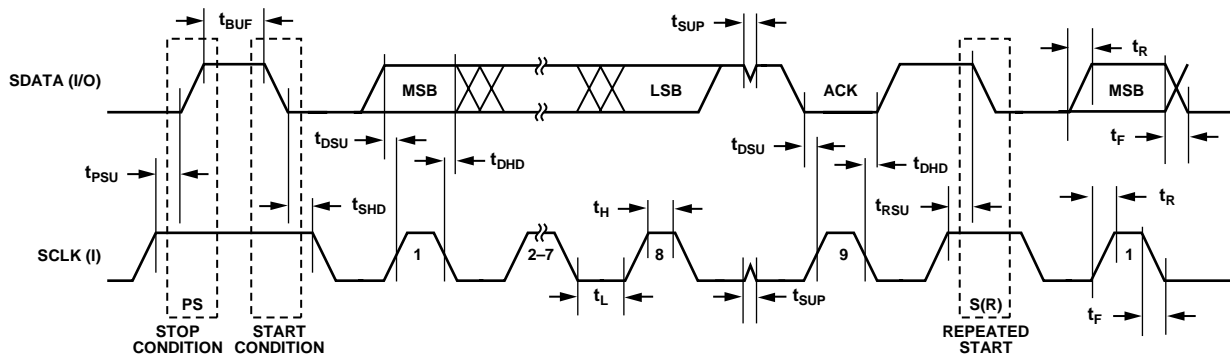 tBUF
tSUP
tR
SDATA (I/O)
MSB
LSB
ACK
MSB
tDSU
tDHD
tDSU
tDHD
tF
tPSU
tSHD
tH
tRSU
tR
SCLK (I)
1
2–7
8
9
1
PS
tL
tSUP
S(R)
tF
STOP
CONDITION
START
CONDITION
REPEATED
START